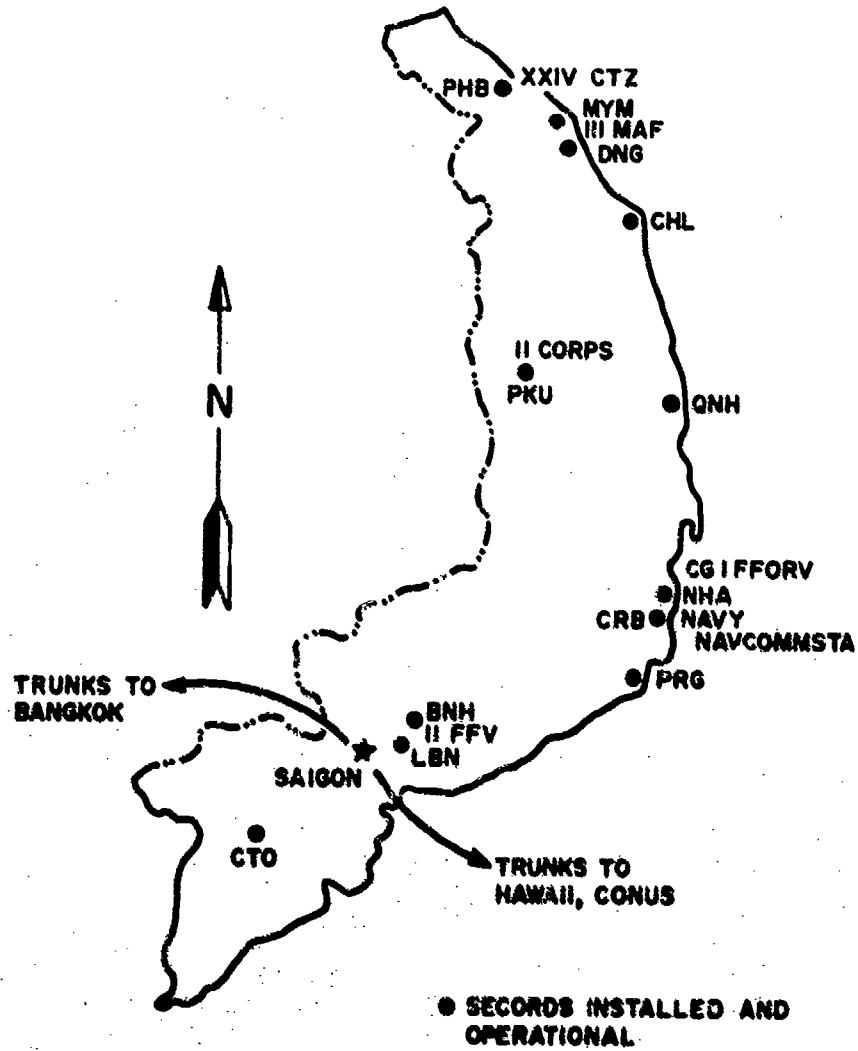 XXIV CTZ
PHB
MYM
III MAF
DNG
CHL
II CORPS
PKU
QNH
N
CG I FFORV
NHA
CRB NAVY
NAVCOMMSTA
PRG
TRUNKS TO
BANGKOK
BNH
II FFV
LBN
SAIGON
CTO
TRUNKS TO
HAWAII, CONUS
SECORDS INSTALLED AND
OPERATIONAL